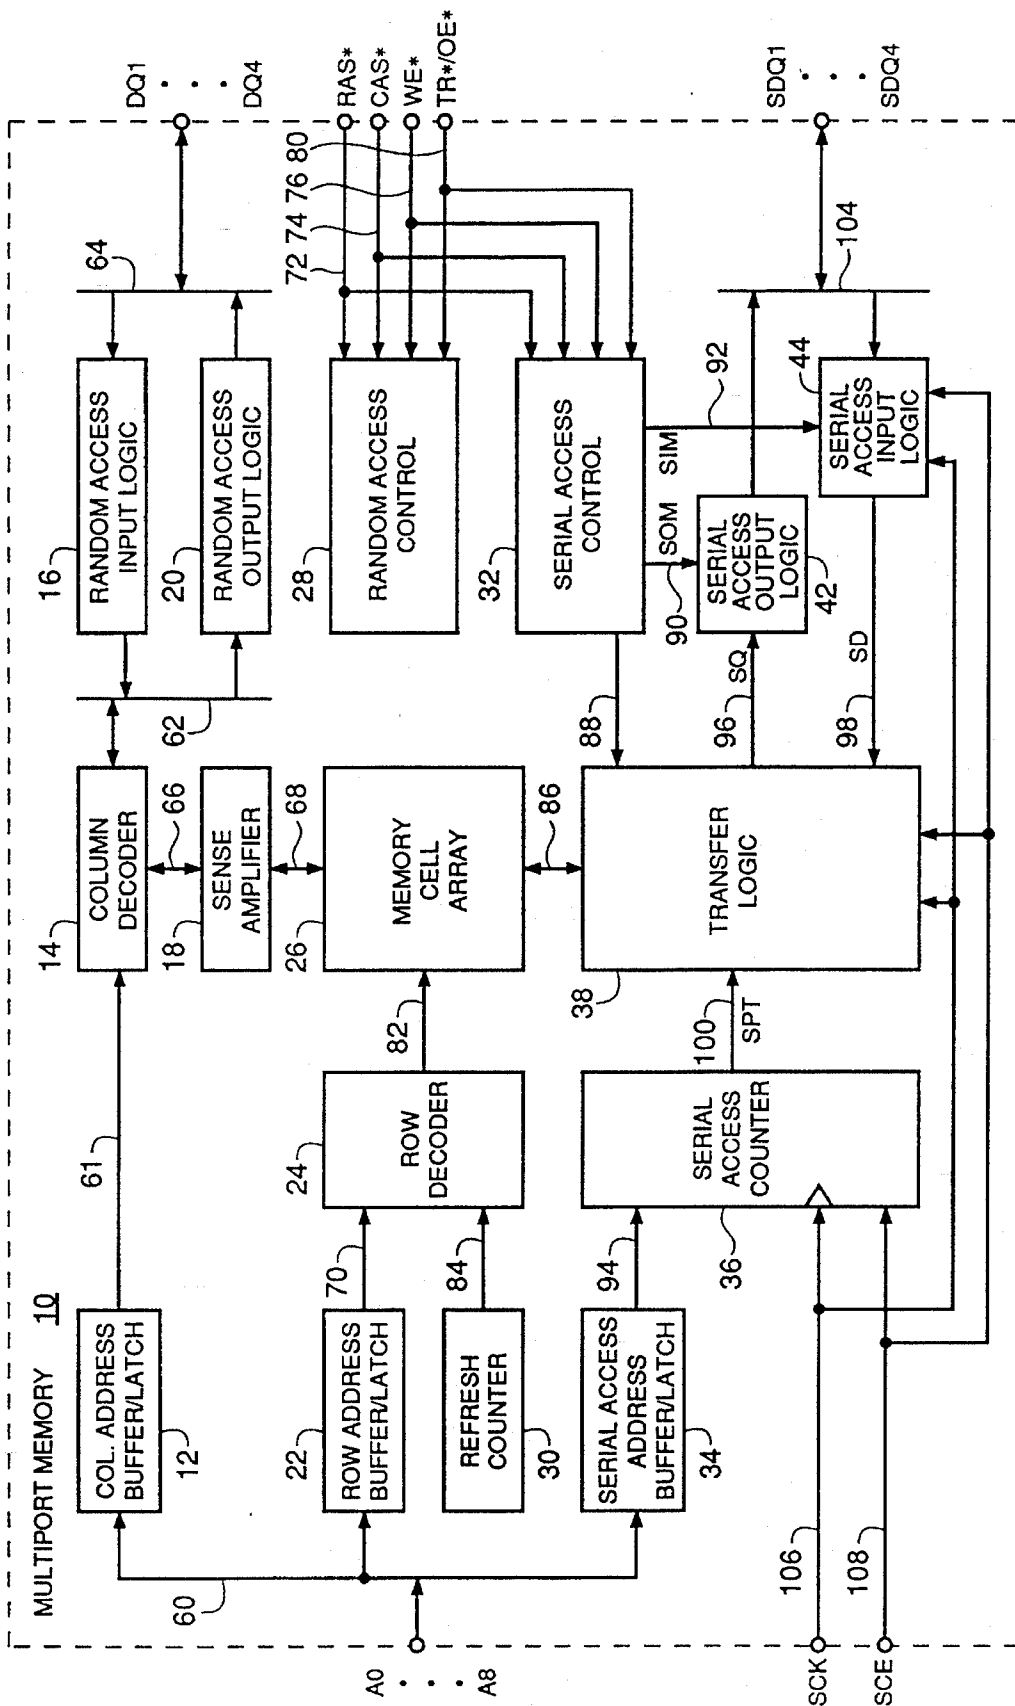 MULTIPORT MEMORY 10
COL. ADDRESS
BUFFER/LATCH
12
61
COLUMN
DECODER
14
66
62
RANDOM ACCESS
INPUT LOGIC
16
64
DQ1
DQ4
SENSE
AMPLIFIER
18
68
RANDOM ACCESS
OUTPUT LOGIC
20
60
A0
A8
ROW ADDRESS
BUFFER/LATCH
22
70
REFRESH
COUNTER
30
84
ROW
DECODER
24
82
MEMORY
CELL
ARRAY
26
86
RANDOM ACCESS
CONTROL
28
72
74
76
80
RAS*
CAS*
WE*
TR*/OE*
SERIAL ACCESS
ADDRESS
BUFFER/LATCH
34
94
SERIAL
ACCESS
COUNTER
36
100
SPT
TRANSFER
LOGIC
38
88
SERIAL ACCESS
CONTROL
32
90
SOM
SIM
92
96
SQ
SERIAL
ACCESS
OUTPUT
LOGIC
42
98
SD
SERIAL
ACCESS
INPUT
LOGIC
44
104
SDQ1
SDQ4
SCK
106
SCE
108